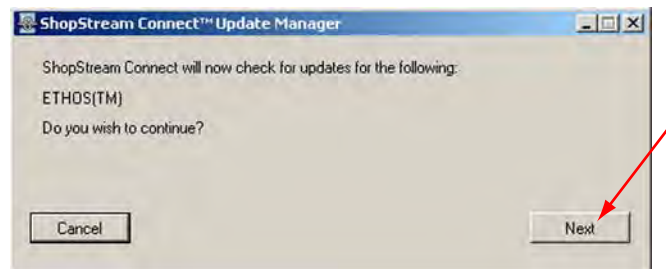 ShopStream Connect™ Update Manager
ShopStream Connect will now check for updates for the following:
ETHOS(TM)
Do you wish to continue?
Cancel
Next